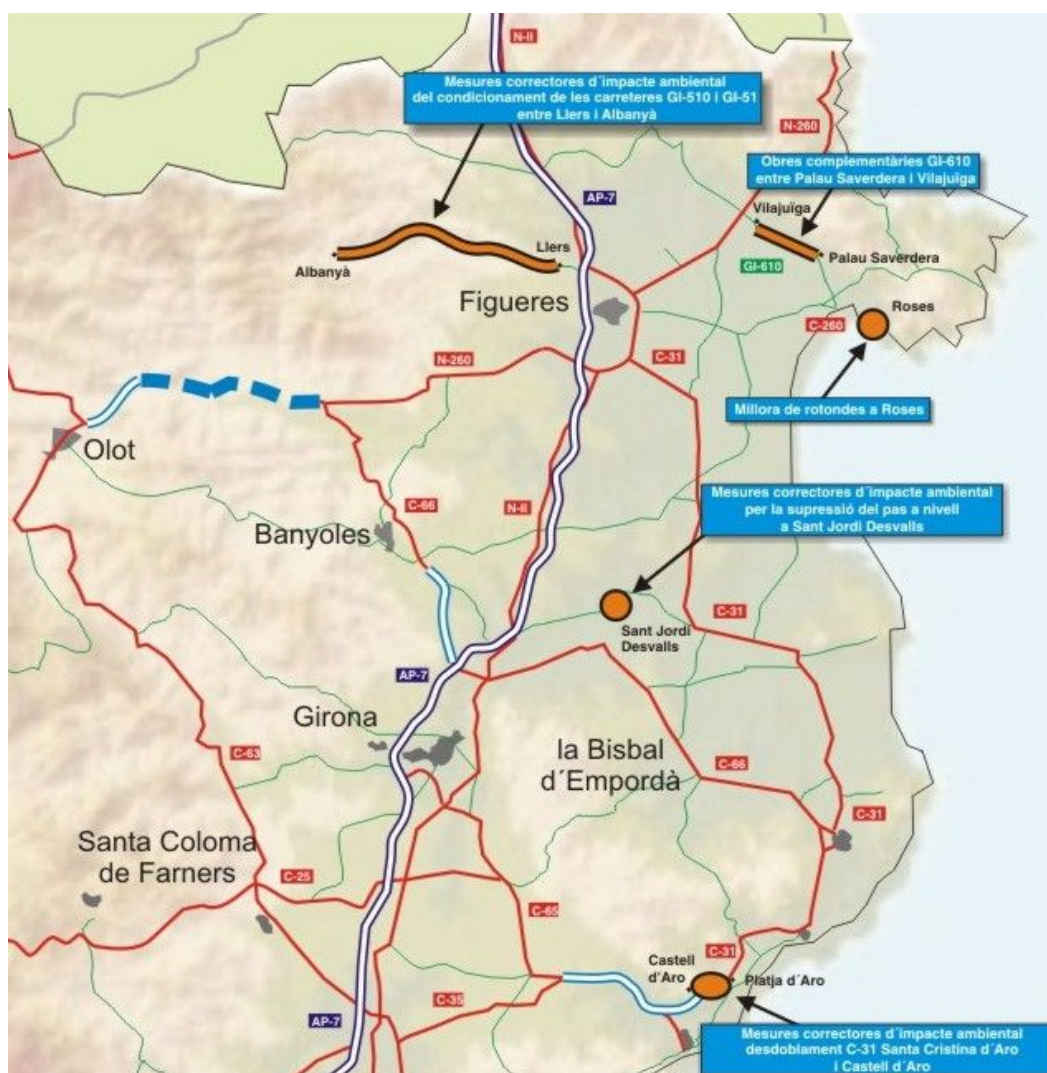 N-II
Mesures correctores d´impacte ambiental
del condicionament de les carreteres GI-510 i GI-51
entre Llers i Albanyà
N-260
Obres complementàries GI-610
entre Palau Saverdera i Vilajuïga
AP-7
Vilajuïga
Llers
Albanyà
GI-610
Palau Saverdera
Figueres
Roses
C-260
N-260
C-31
Millora de rotondes a Roses
Olot
Mesures correctores d´impacte ambiental
per la supressió del pas a nivell
a Sant Jordi Desvalls
C-66
N-II
Banyoles
C-31
Sant Jordi
Desvalls
AP-7
Girona
la Bisbal
d´Empordà
C-63
C-66
C-31
Santa Coloma
de Farners
C-25
C-65
C-31
Castell
d´Aro
Platja d´Aro
C-35
AP-7
Mesures correctores d´impacte ambiental
desdoblament C-31 Santa Cristina d´Aro
i Castell d´Aro